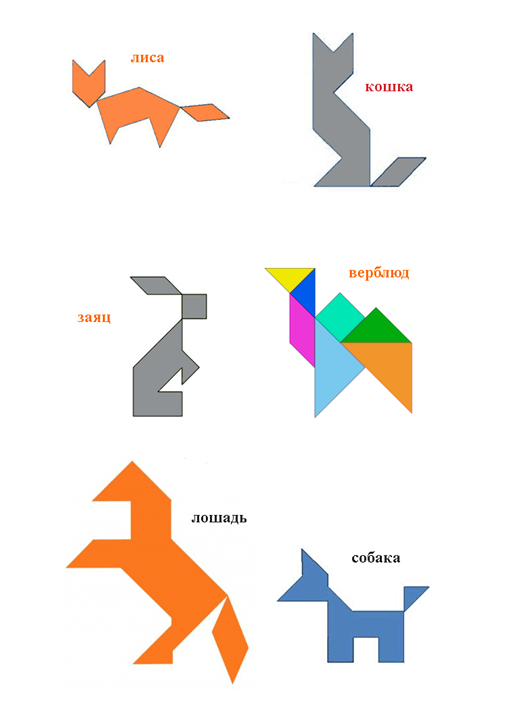 лиса
кошка
верблюд
заяц
лошадь
собака